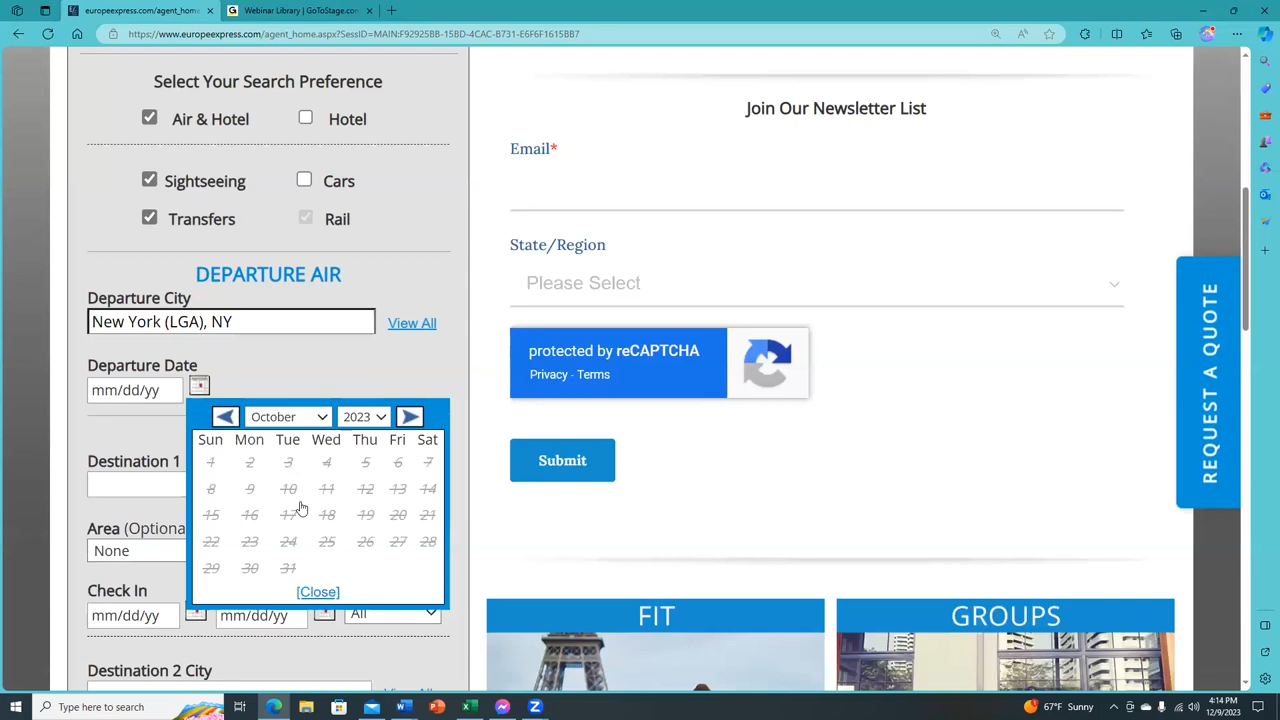 europeexpress.com/agent_home.as
Webinar Library | GoToStage.com
https://www.europeexpress.com/agent_home.aspx?SessID=MAIN:F92925B8-15BD-4CAC-B731-E6F6F1615BB7
Select Your Search Preference
Air & Hotel
Hotel
Sightseeing
Cars
Transfers
Rail
DEPARTURE AIR
Departure City
New York (LGA), NY
View All
Departure Date
mm/dd/yy
October
2023
Sun Mon Tue Wed Thu Fri Sat
1 2 3 4 5 6 7
8 9 10 11 12 13 14
15 16 17 18 19 20 21
22 23 24 25 26 27 28
29 30 31
[Close]
Destination 1
Area (Optiona
None
Check In
mm/dd/yy
mm/dd/yy
All
Destination 2 City
Join Our Newsletter List
Email*
State/Region
Please Select
protected by reCAPTCHA
Privacy - Terms
Submit
FIT
GROUPS
REQUEST A QUOTE
Type here to search
67°F Sunny
4:14 PM
12/9/2023